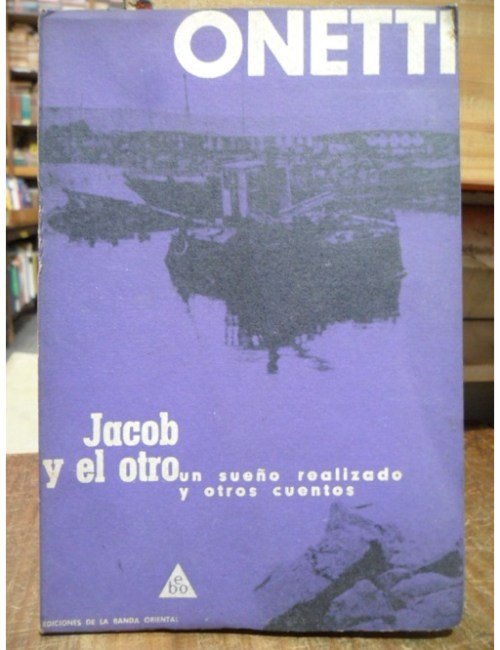 ONETTI
Jacob
y el otro
un sueño realizado
y otros cuentos
ebo
EDICIONES DE LA BANDA ORIENTAL